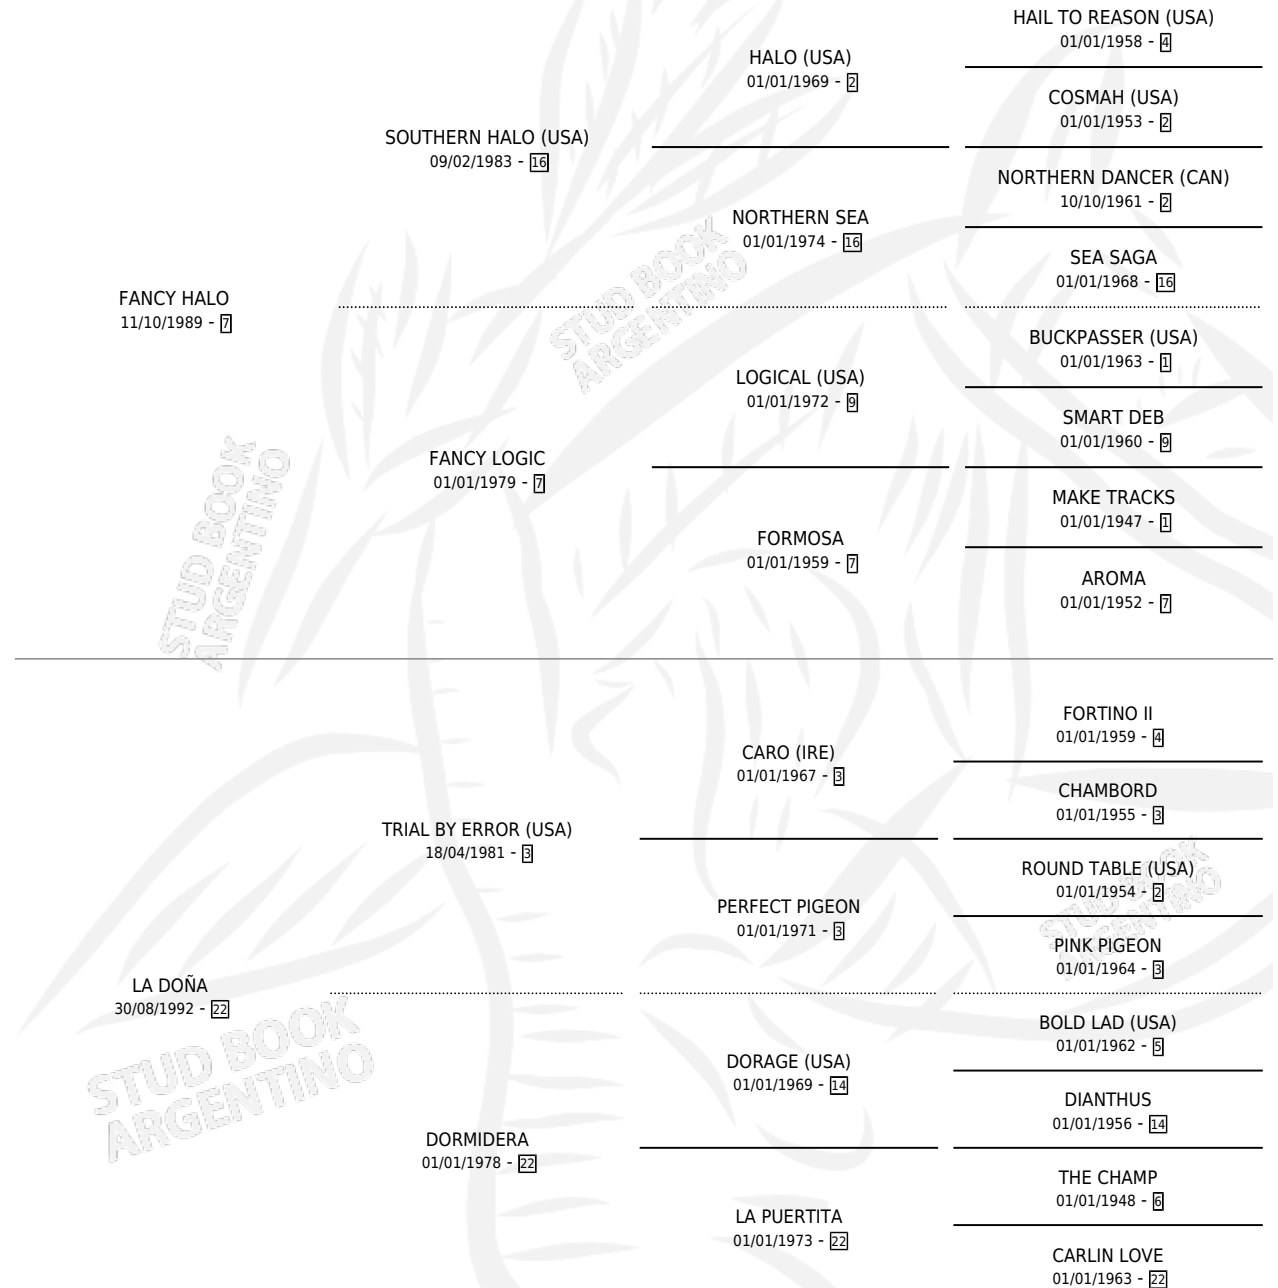 HAIL TO REASON (USA)
01/01/1958 - 4
HALO (USA)
01/01/1969 - 2
COSMAH (USA)
01/01/1953 - 2
SOUTHERN HALO (USA)
09/02/1983 - 16
NORTHERN DANCER (CAN)
10/10/1961 - 2
NORTHERN SEA
01/01/1974 - 16
SEA SAGA
01/01/1968 - 16
STUD BOOK
ARGENTINO
FANCY HALO
11/10/1989 - 7
BUCKPASSER (USA)
01/01/1963 - 1
LOGICAL (USA)
01/01/1972 - 9
SMART DEB
01/01/1960 - 9
FANCY LOGIC
01/01/1979 - 7
MAKE TRACKS
01/01/1947 - 1
FORMOSA
01/01/1959 - 7
AROMA
01/01/1952 - 7
STUD BOOK
ARGENTINO
FORTINO II
01/01/1959 - 4
CARO (IRE)
01/01/1967 - 3
CHAMBORD
01/01/1955 - 3
TRIAL BY ERROR (USA)
18/04/1981 - 3
ROUND TABLE (USA)
01/01/1954 - 2
PERFECT PIGEON
01/01/1971 - 3
STUD BOOK
ARGENTINO
PINK PIGEON
01/01/1964 - 3
LA DOÑA
30/08/1992 - 22
BOLD LAD (USA)
01/01/1962 - 5
DORAGE (USA)
01/01/1969 - 14
DIANTHUS
01/01/1956 - 14
STUD BOOK
ARGENTINO
DORMIDERA
01/01/1978 - 22
THE CHAMP
01/01/1948 - 6
LA PUERTITA
01/01/1973 - 22
CARLIN LOVE
01/01/1963 - 22